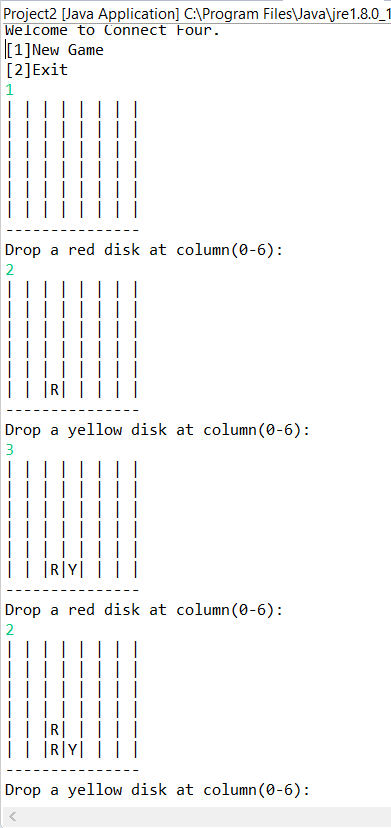 Project2 [Java Application] C:\Program Files\Java\jre1.8.0_1
Welcome to Connect Four.
[1]New Game
[2]Exit
1
| | | | | | | |
| | | | | | | |
| | | | | | | |
| | | | | | | |
| | | | | | | |
| | | | | | | |
---------------
Drop a red disk at column(0-6):
2
| | | | | | | |
| | | | | | | |
| | | | | | | |
| | | | | | | |
| | | | | | | |
| | |R| | | | |
---------------
Drop a yellow disk at column(0-6):
3
| | | | | | | |
| | | | | | | |
| | | | | | | |
| | | | | | | |
| | | | | | | |
| | |R|Y| | | |
---------------
Drop a red disk at column(0-6):
2
| | | | | | | |
| | | | | | | |
| | | | | | | |
| | | | | | | |
| | |R| | | | |
| | |R|Y| | | |
---------------
Drop a yellow disk at column(0-6):